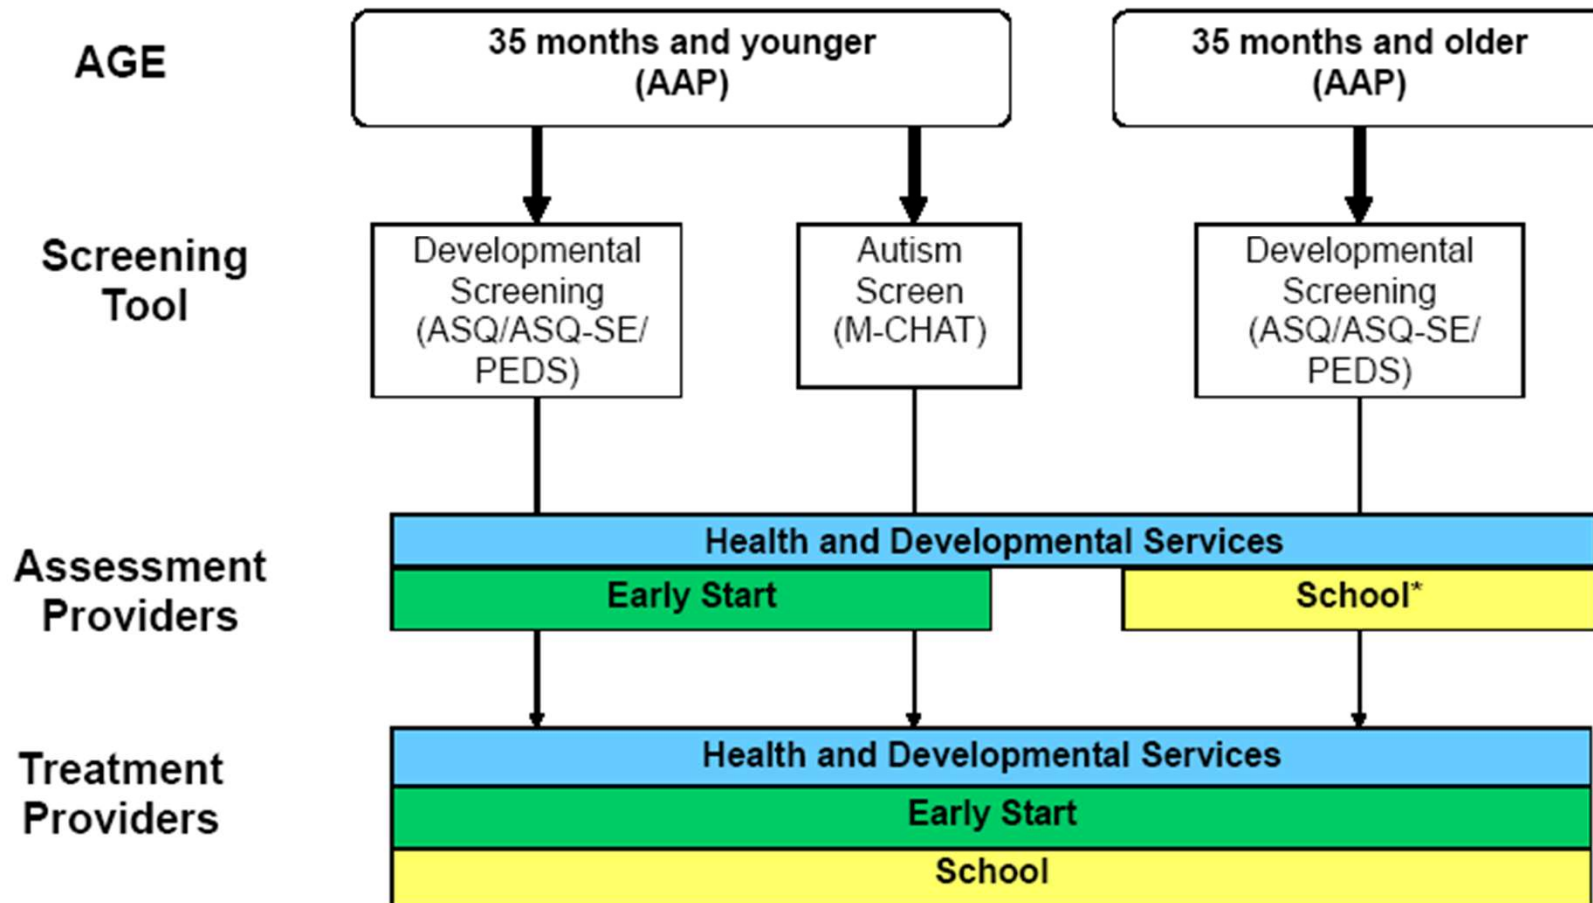 AGE
35 months and younger
(AAP)
35 months and older
(AAP)
Screening
Tool
Developmental
Screening
(ASQ/ASQ-SE/
PEDS)
Autism
Screen
(M-CHAT)
Developmental
Screening
(ASQ/ASQ-SE/
PEDS)
Assessment
Providers
Health and Developmental Services
Early Start
School*
Treatment
Providers
Health and Developmental Services
Early Start
School